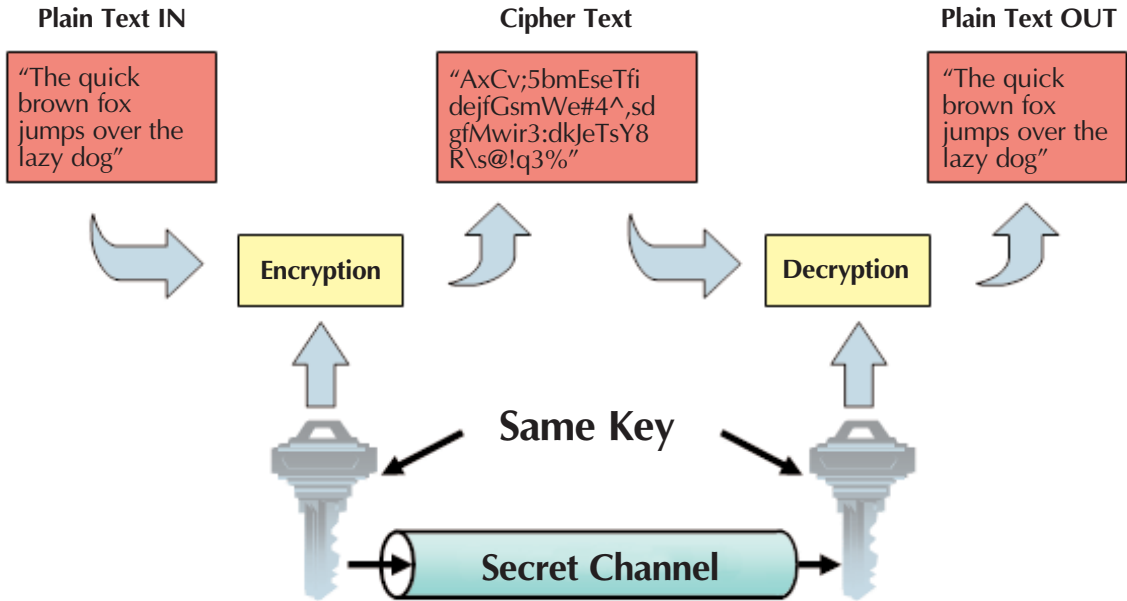 Plain Text IN
Cipher Text
Plain Text OUT
“The quick
brown fox
jumps over the
lazy dog”
“AxCv;5bmEseTfi
dejfGsmWe#4^,sd
gfMwir3:dkJeTsY8
R\s@!q3%”
“The quick
brown fox
jumps over the
lazy dog”
Encryption
Decryption
Same Key
Secret Channel